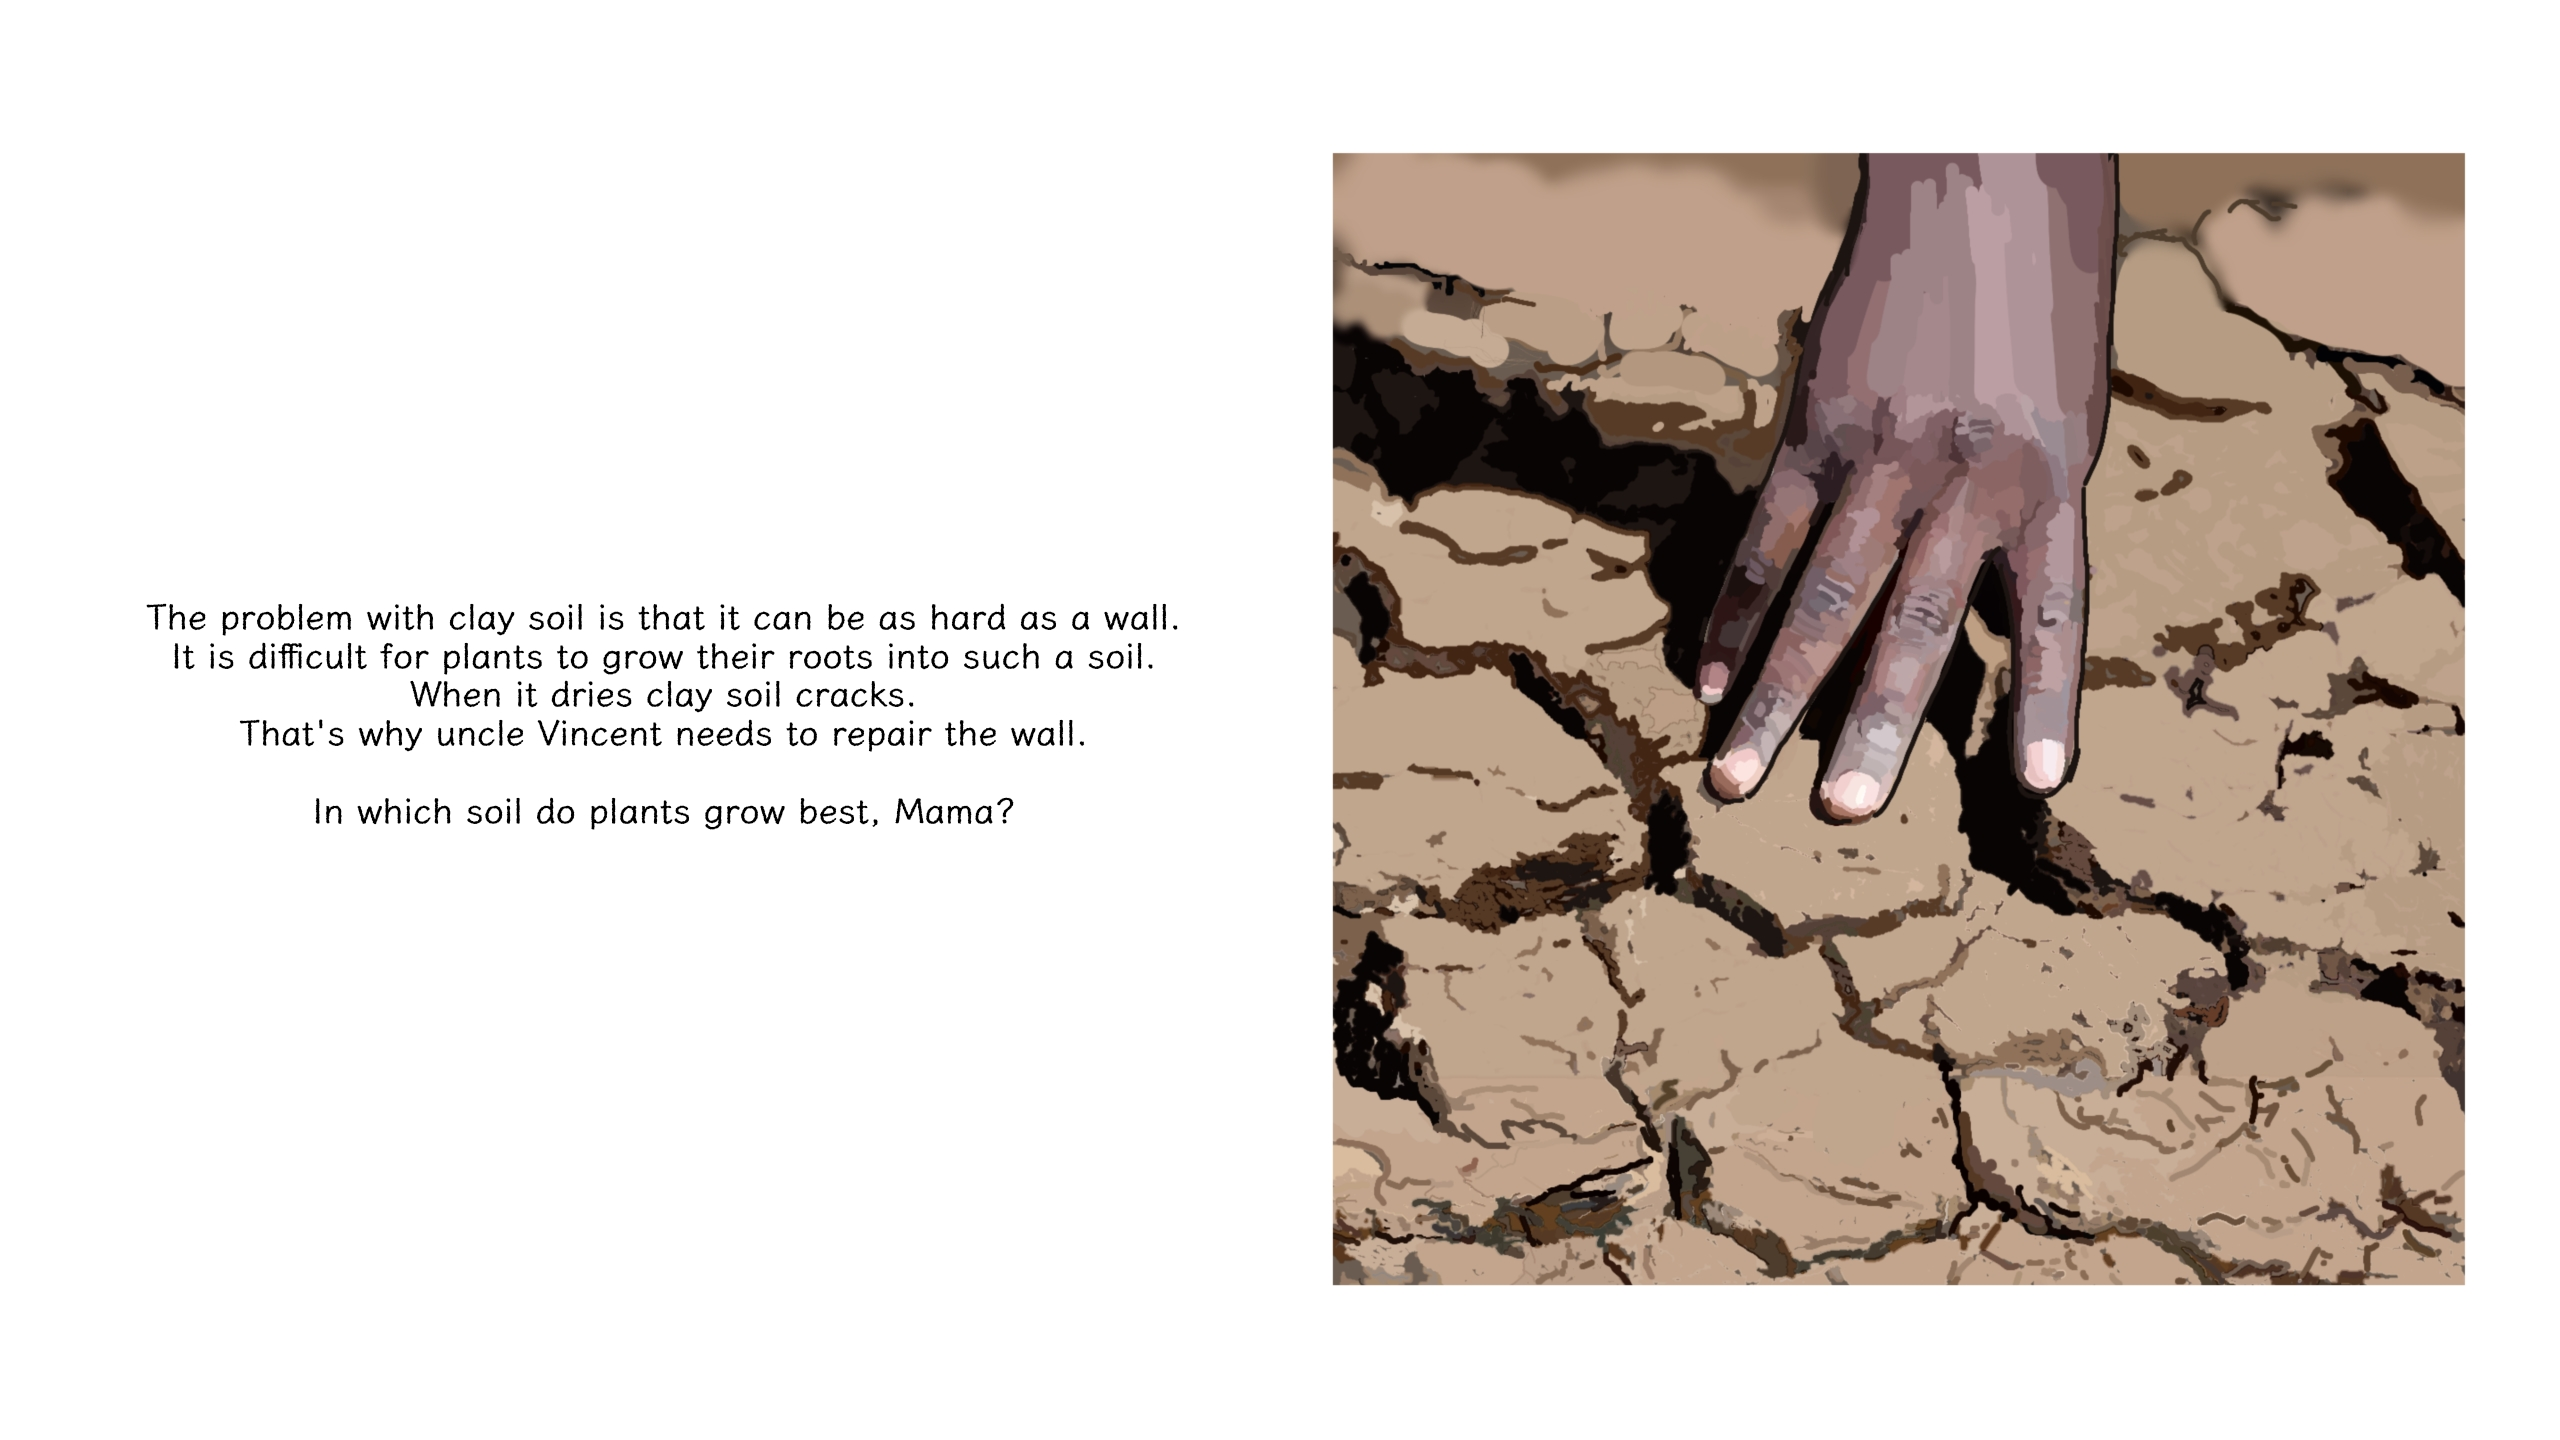 The problem with clay soil is that it can be as hard as a wall.
It is difficult for plants to grow their roots into such a soil.
When it dries clay soil cracks.
That's why uncle Vincent needs to repair the wall.
In which soil do plants grow best, Mama?